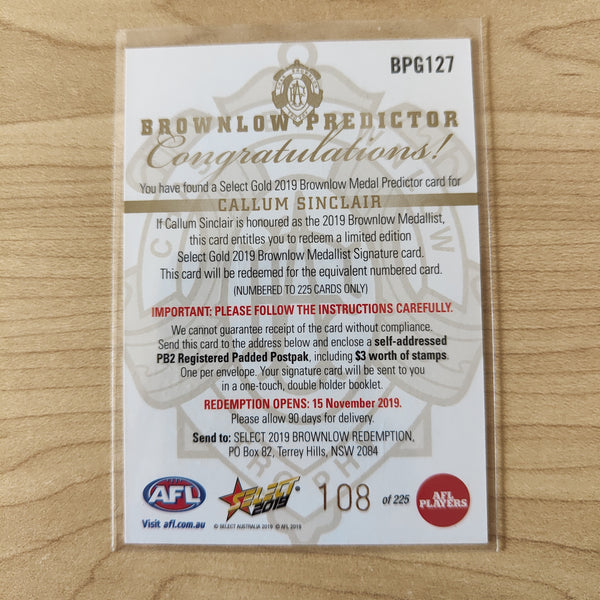 BPG127
BROWNLOW PREDICTOR
Congratulations!
You have found a Select Gold 2019 Brownlow Medal Predictor card for
CALLUM SINCLAIR
If Callum Sinclair is honoured as the 2019 Brownlow Medallist,
this card entitles you to redeem a limited edition
Select Gold 2019 Brownlow Medallist Signature card.
This card will be redeemed for the equivalent numbered card.
(NUMBERED TO 225 CARDS ONLY)
IMPORTANT: PLEASE FOLLOW THE INSTRUCTIONS CAREFULLY.
We cannot guarantee receipt of the card without compliance.
Send this card to the address below and enclose a self-addressed
PB2 Registered Padded Postpak, including $3 worth of stamps.
One per envelope. Your signature card will be sent to you
in a one-touch, double holder booklet.
REDEMPTION OPENS: 15 November 2019.
Please allow 90 days for delivery.
Send to: SELECT 2019 BROWNLOW REDEMPTION,
PO Box 82, Terrey Hills, NSW 2084
AFL
SELECT
2019
108 of 225
AFL
PLAYERS
Visit afl.com.au
© SELECT AUSTRALIA 2019 © AFL 2019